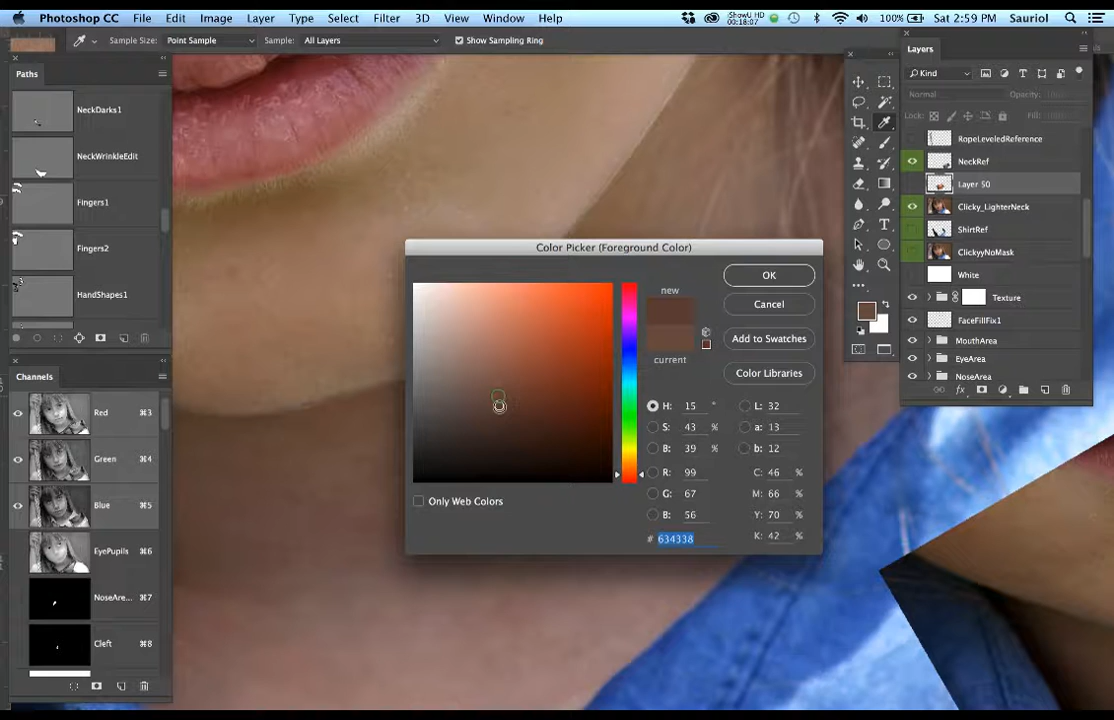 Photoshop CC File Edit Image Layer Type Select Filter 3D View Window Help
iShowU HD
00:18:07
100% Sat 2:59 PM Sauriol
Sample Size: Point Sample Sample: All Layers Show Sampling Ring
Paths
NeckDarks1
NeckWrinkleEdit
Fingers1
Fingers2
HandShapes1
Channels
Red ⌘3
Green ⌘4
Blue ⌘5
EyePupils ⌘6
NoseAre... ⌘7
Cleft ⌘8
Color Picker (Foreground Color)
new
current
OK
Cancel
Add to Swatches
Color Libraries
H: 15 ° L: 32
S: 43 % a: 13
B: 39 % b: 12
R: 99 C: 46 %
G: 67 M: 66 %
B: 56 Y: 70 %
# 634338 K: 42 %
Only Web Colors
Layers
Kind
Normal Opacity:
Lock: Fill:
RopeLeveledReference
NeckRef
Layer 50
Clicky_LighterNeck
ShirtRef
ClickyyNoMask
White
Texture
FaceFillFix1
MouthArea
EyeArea
NoseArea